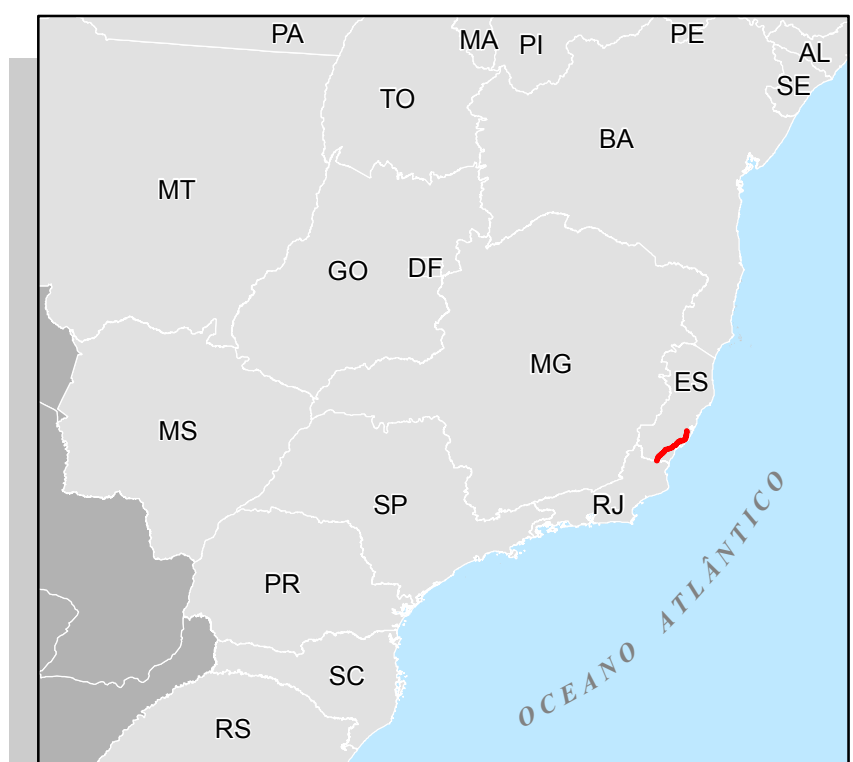 PA
MA
PI
PE
AL
SE
TO
BA
MT
GO
DF
MG
ES
MS
SP
RJ
PR
SC
RS
OCEANO ATLÂNTICO